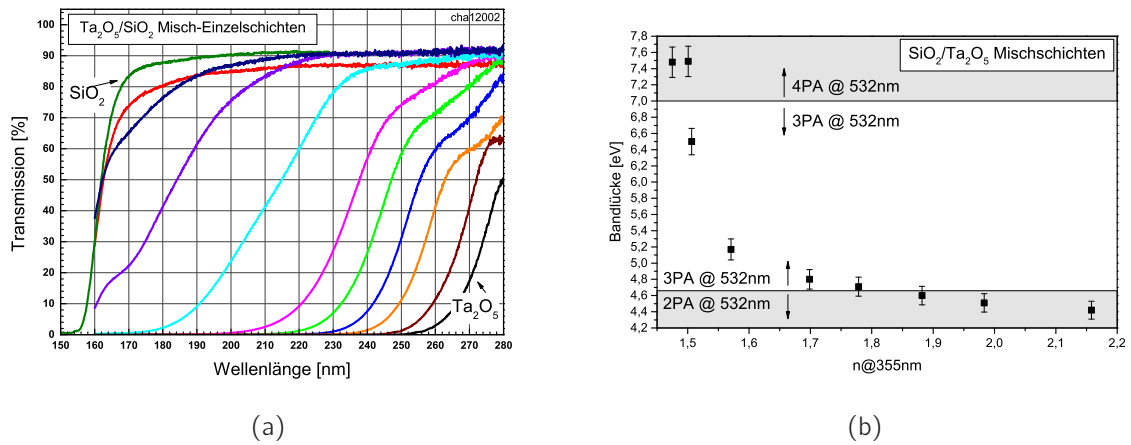 Ta2O5/SiO2 Misch-Einzelschichten
cha12002
SiO2
Ta2O5
100
90
80
70
60
50
40
30
20
10
0
Transmission [%]
150 160 170 180 190 200 210 220 230 240 250 260 270 280
Wellenlänge [nm]
(a)
SiO2/Ta2O5 Mischschichten
4PA @ 532nm
3PA @ 532nm
3PA @ 532nm
2PA @ 532nm
7,8
7,6
7,4
7,2
7,0
6,8
6,6
6,4
6,2
6,0
5,8
5,6
5,4
5,2
5,0
4,8
4,6
4,4
4,2
Bandlücke [eV]
1,5 1,6 1,7 1,8 1,9 2,0 2,1 2,2
n@355nm
(b)